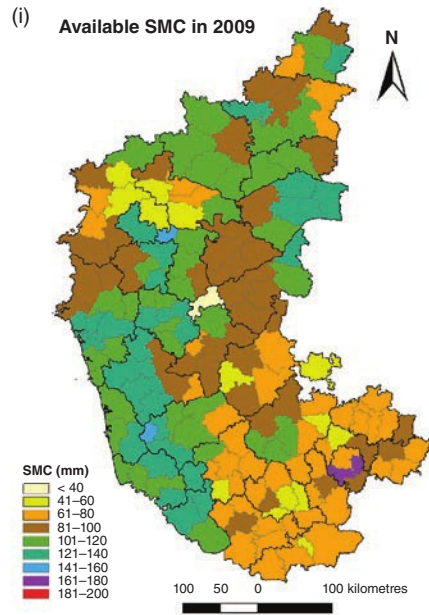 (i)
Available SMC in 2009
N
SMC (mm)
< 40
41–60
61–80
81–100
101–120
121–140
141–160
161–180
181–200
100 50 0 100 kilometres